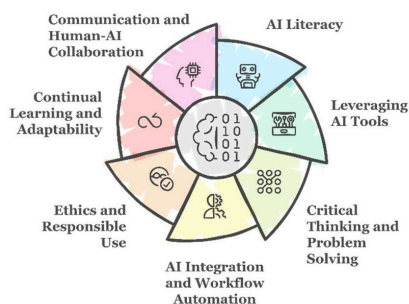 Communication and
Human-AI
Collaboration
AI Literacy
Leveraging
AI Tools
Critical
Thinking and
Problem
Solving
AI Integration
and Workflow
Automation
Ethics and
Responsible
Use
Continual
Learning and
Adaptability
01
10
01
01